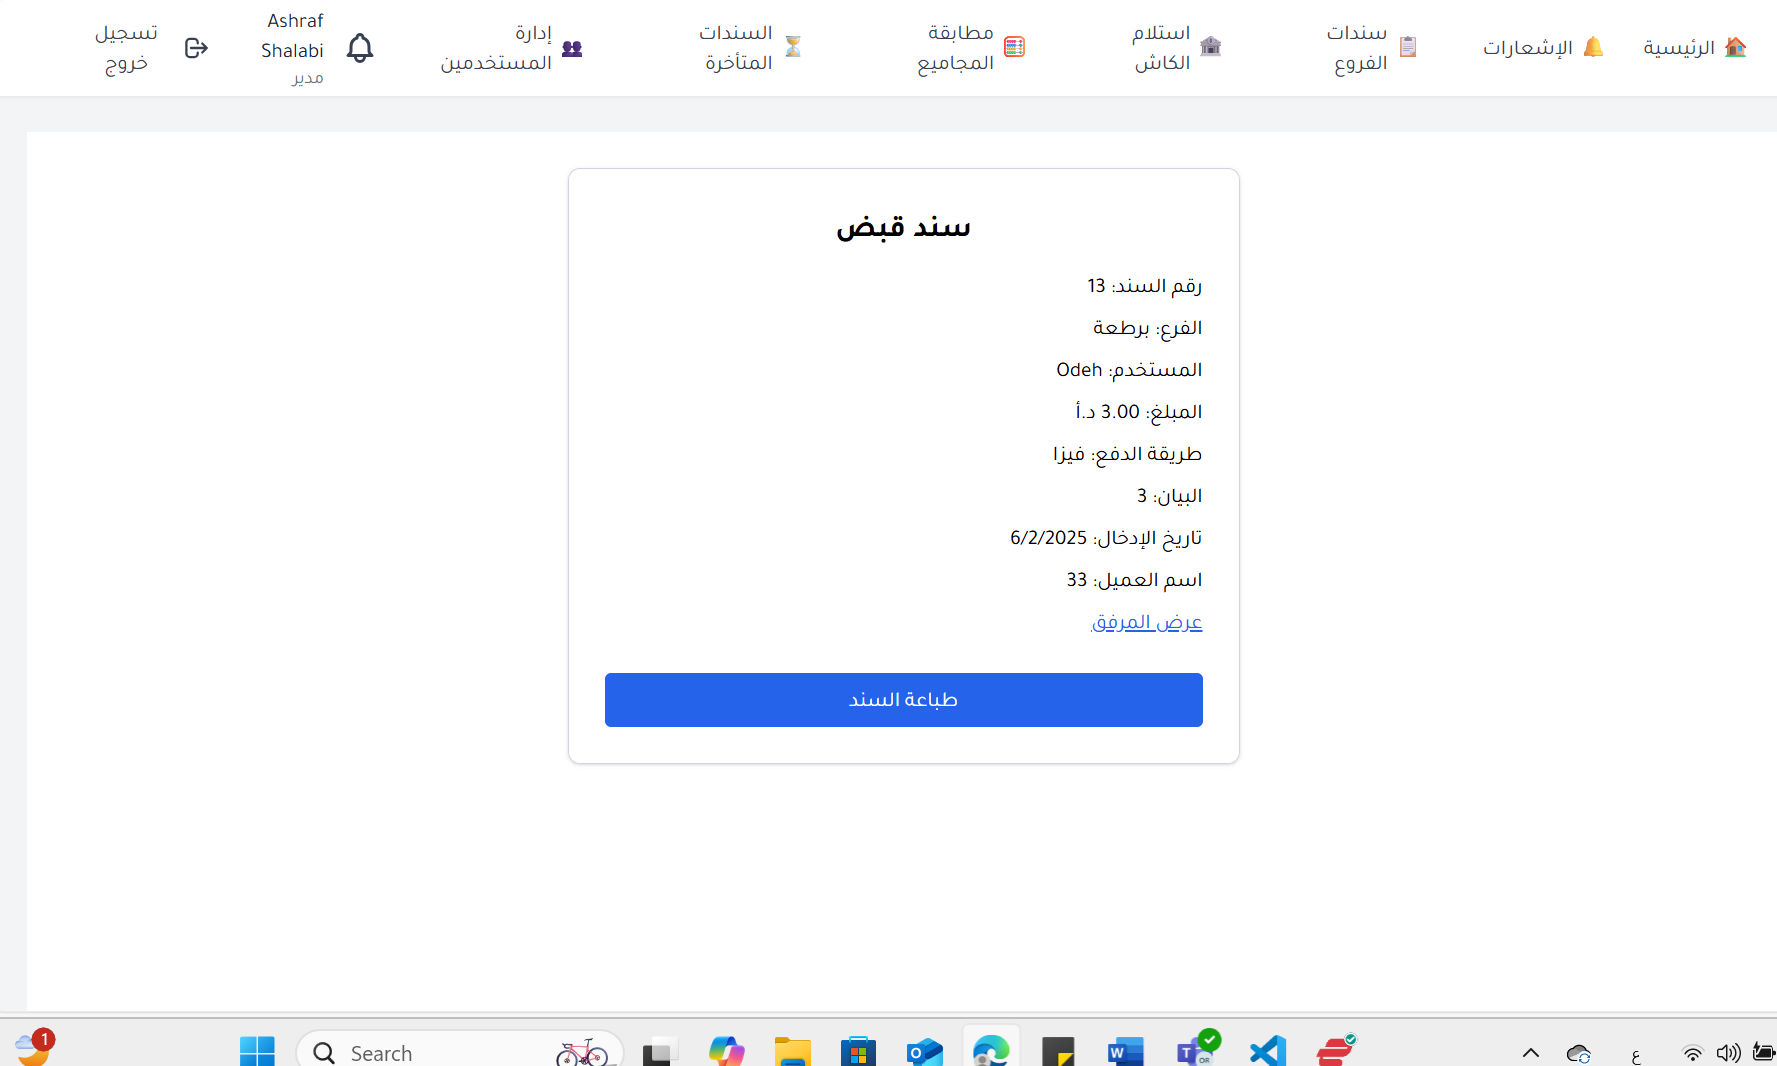 الرئيسية
الإشعارات
سندات
الفروع
استلام
الكاش
مطابقة
المجاميع
السندات
المتأخرة
إدارة
المستخدمين
Ashraf
Shalabi
مدير
تسجيل
خروج
سند قبض
رقم السند: 13
الفرع: برطعة
المستخدم: Odeh
المبلغ: 3.00 د.أ
طريقة الدفع: فيزا
البيان: 3
تاريخ الإدخال: 6/2/2025
اسم العميل: 33
عرض المرفق
طباعة السند
1
Search
ع